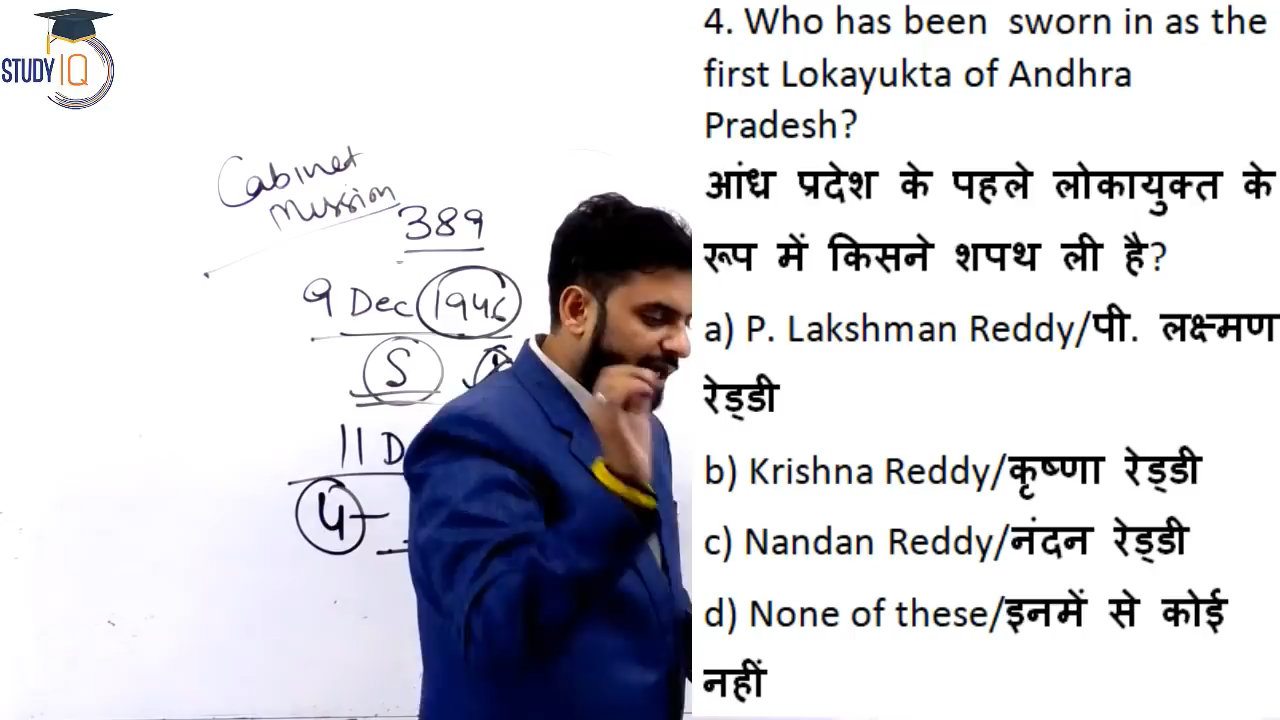 STUDY IQ
Cabinet
Mission
389
9 Dec 1946
S
11 D
4. Who has been sworn in as the
first Lokayukta of Andhra
Pradesh?
आंध्र प्रदेश के पहले लोकायुक्त के
रूप में किसने शपथ ली है?
a) P. Lakshman Reddy/पी. लक्ष्मण
रेड्डी
b) Krishna Reddy/कृष्णा रेड्डी
c) Nandan Reddy/नंदन रेड्डी
d) None of these/इनमें से कोई
नहीं